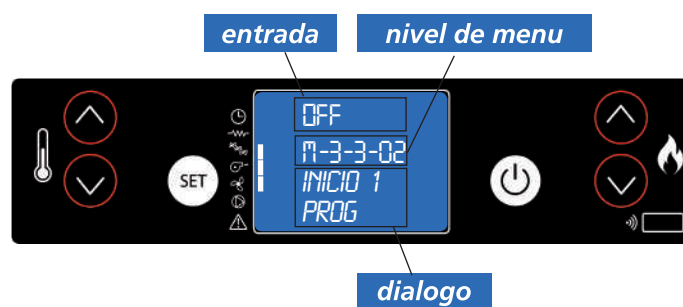 entrada
nivel de menu
OFF
M-3-3-02
SET
INICIO 1
PROG
dialogo